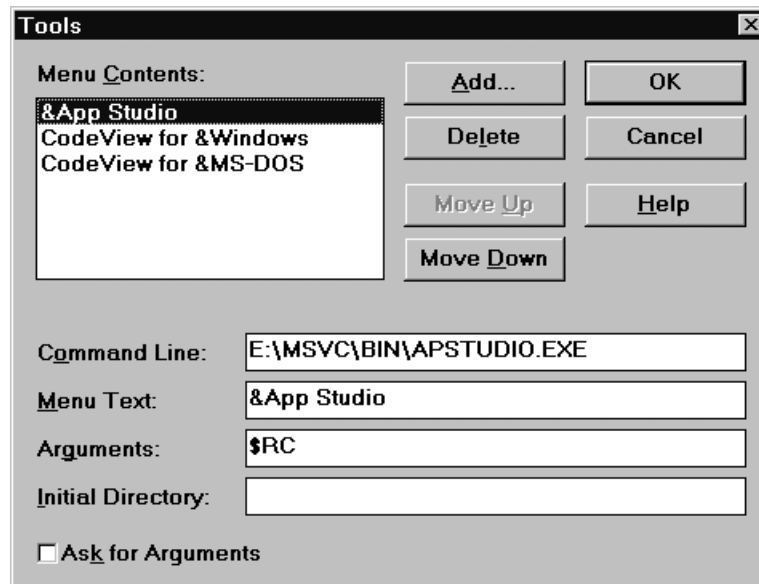 Tools
Menu Contents:
&App Studio
CodeView for &Windows
CodeView for &MS-DOS
Add...
OK
Delete
Cancel
Move Up
Help
Move Down
Command Line:
E:\MSVC\BIN\APSTUDIO.EXE
Menu Text:
&App Studio
Arguments:
$RC
Initial Directory:
Ask for Arguments